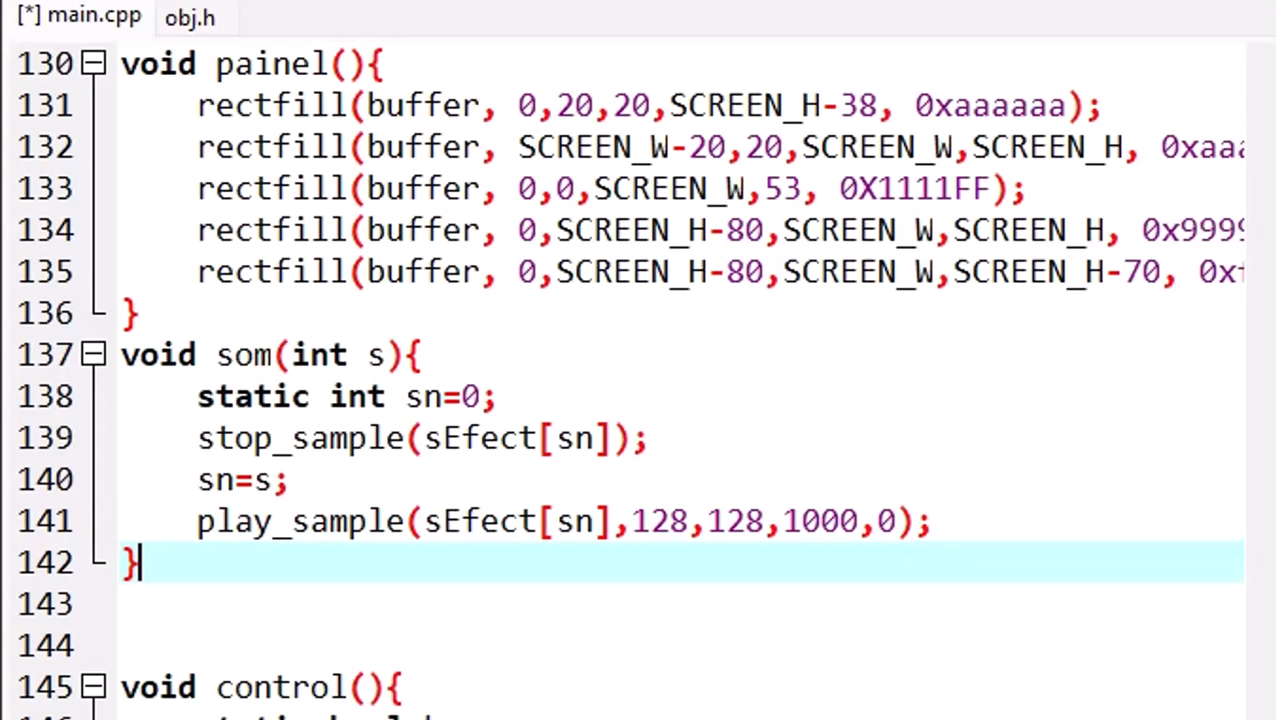 [*] main.cpp obj.h
130 void painel(){
131 rectfill(buffer, 0,20,20,SCREEN_H-38, 0xaaaaaa);
132 rectfill(buffer, SCREEN_W-20,20,SCREEN_W,SCREEN_H, 0xaaa
133 rectfill(buffer, 0,0,SCREEN_W,53, 0X1111FF);
134 rectfill(buffer, 0,SCREEN_H-80,SCREEN_W,SCREEN_H, 0x9999
135 rectfill(buffer, 0,SCREEN_H-80,SCREEN_W,SCREEN_H-70, 0xf
136 }
137 void som(int s){
138 static int sn=0;
139 stop_sample(sEfect[sn]);
140 sn=s;
141 play_sample(sEfect[sn],128,128,1000,0);
142 }
143
144
145 void control(){